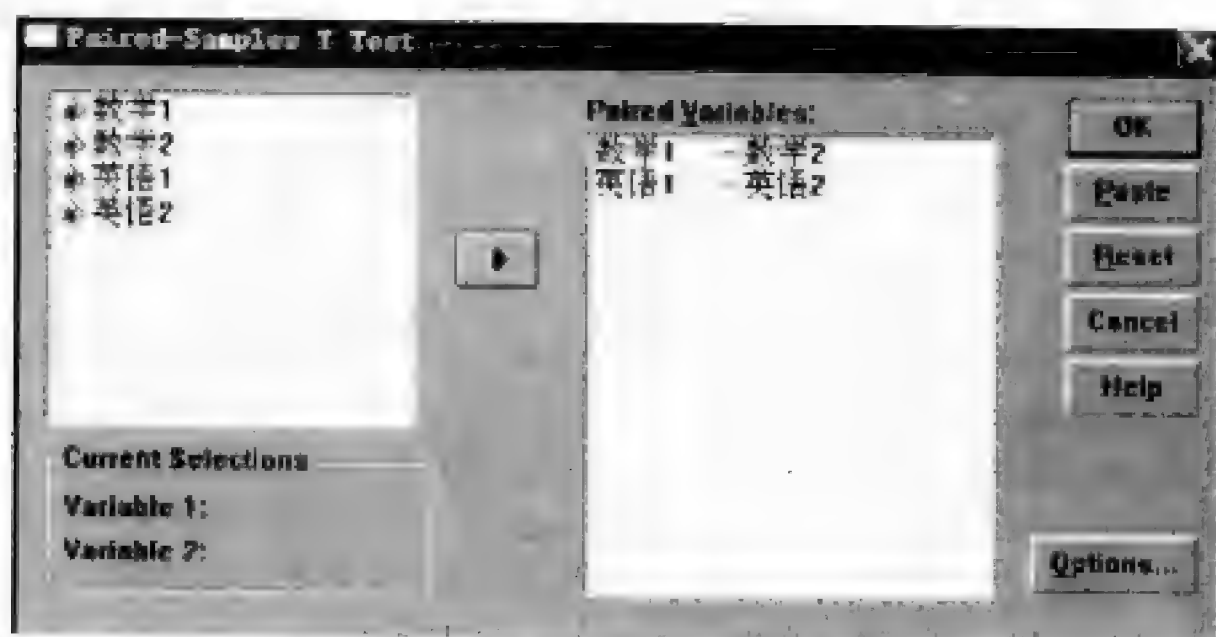 Paired-Samples T Test
数学1
数学2
英语1
英语2
Current Selections
Variable 1:
Variable 2:
Paired Variables:
数学1 - 数学2
英语1 - 英语2
OK
Paste
Reset
Cancel
Help
Options...